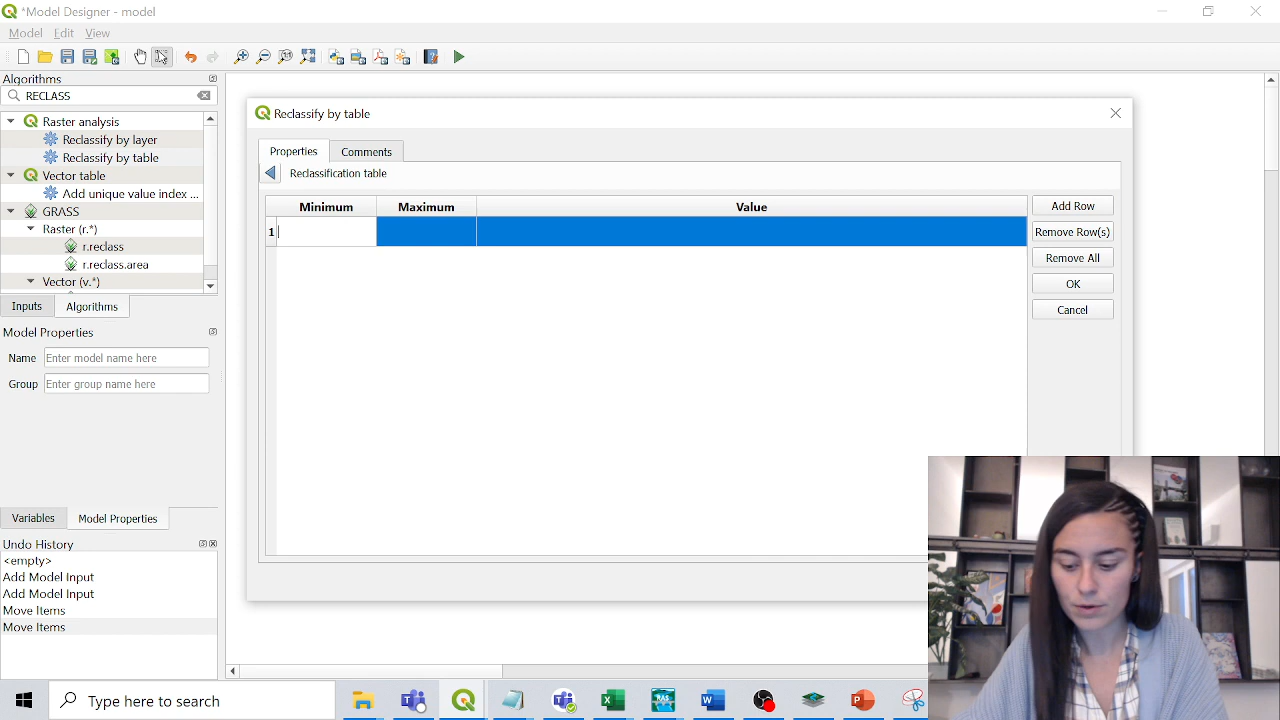 *Model Designer - model
Model Edit View
Algorithms
RECLASS
Raster analysis
Reclassify by layer
Reclassify by table
Vector table
Add unique value index ...
GRASS
Raster (r.*)
r.reclass
r.reclass.area
Vector (v.*)
Inputs Algorithms
Model Properties
Name Enter model name here
Group Enter group name here
Variables Model Properties
Undo History
<empty>
Add Model Input
Add Model Input
Move Items
Move Items
Reclassify by table
Properties Comments
Reclassification table
Minimum Maximum Value
1
Add Row
Remove Row(s)
Remove All
OK
Cancel
Type here to search